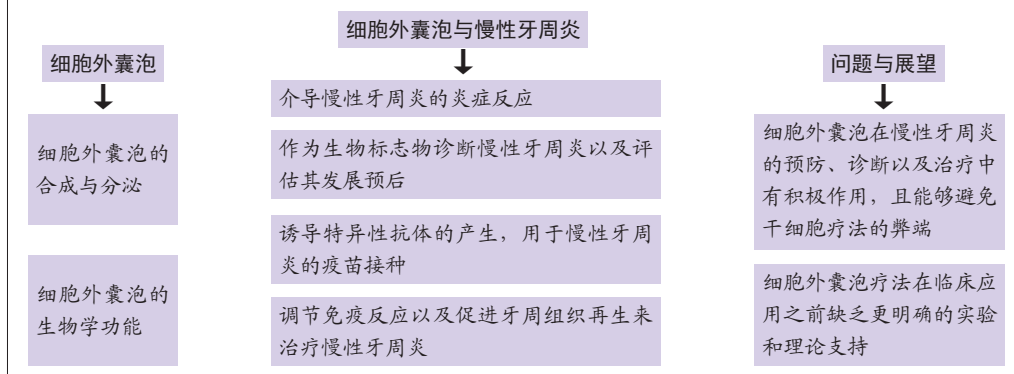 细胞外囊泡
细胞外囊泡的
合成与分泌
细胞外囊泡的
生物学功能
细胞外囊泡与慢性牙周炎
介导慢性牙周炎的炎症反应
作为生物标志物诊断慢性牙周炎以及评
估其发展预后
诱导特异性抗体的产生，用于慢性牙周
炎的疫苗接种
调节免疫反应以及促进牙周组织再生来
治疗慢性牙周炎
问题与展望
细胞外囊泡在慢性牙周炎
的预防、诊断以及治疗中
有积极作用，且能够避免
干细胞疗法的弊端
细胞外囊泡疗法在临床应
用之前缺乏更明确的实验
和理论支持